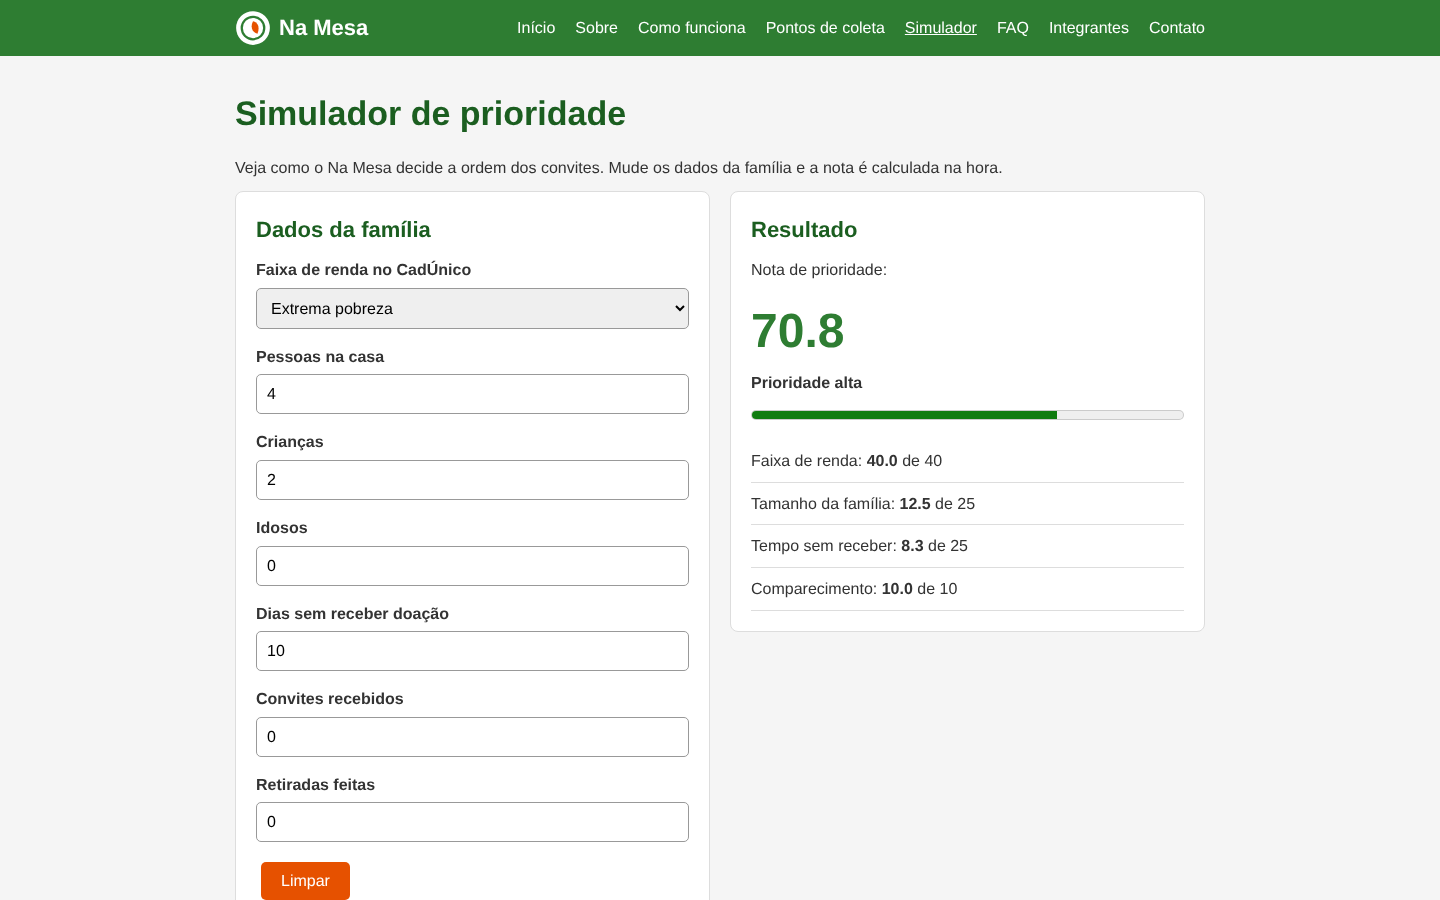 Na Mesa
Início Sobre Como funciona Pontos de coleta Simulador FAQ Integrantes Contato
Simulador de prioridade
Veja como o Na Mesa decide a ordem dos convites. Mude os dados da família e a nota é calculada na hora.
Dados da família
Faixa de renda no CadÚnico
Extrema pobreza
Pessoas na casa
4
Crianças
2
Idosos
0
Dias sem receber doação
10
Convites recebidos
0
Retiradas feitas
0
Limpar
Resultado
Nota de prioridade:
70.8
Prioridade alta
Faixa de renda: 40.0 de 40
Tamanho da família: 12.5 de 25
Tempo sem receber: 8.3 de 25
Comparecimento: 10.0 de 10